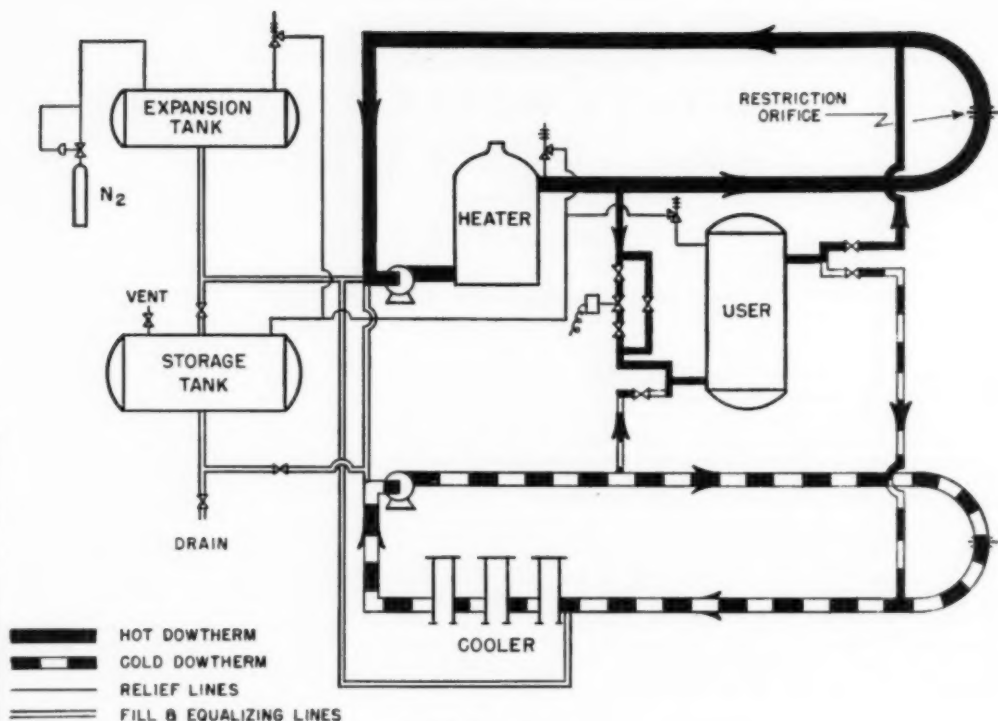 EXPANSION
TANK
N2
RESTRICTION
ORIFICE
HEATER
VENT
USER
STORAGE
TANK
DRAIN
COOLER
HOT DOWTHERM
COLD DOWTHERM
RELIEF LINES
FILL & EQUALIZING LINES